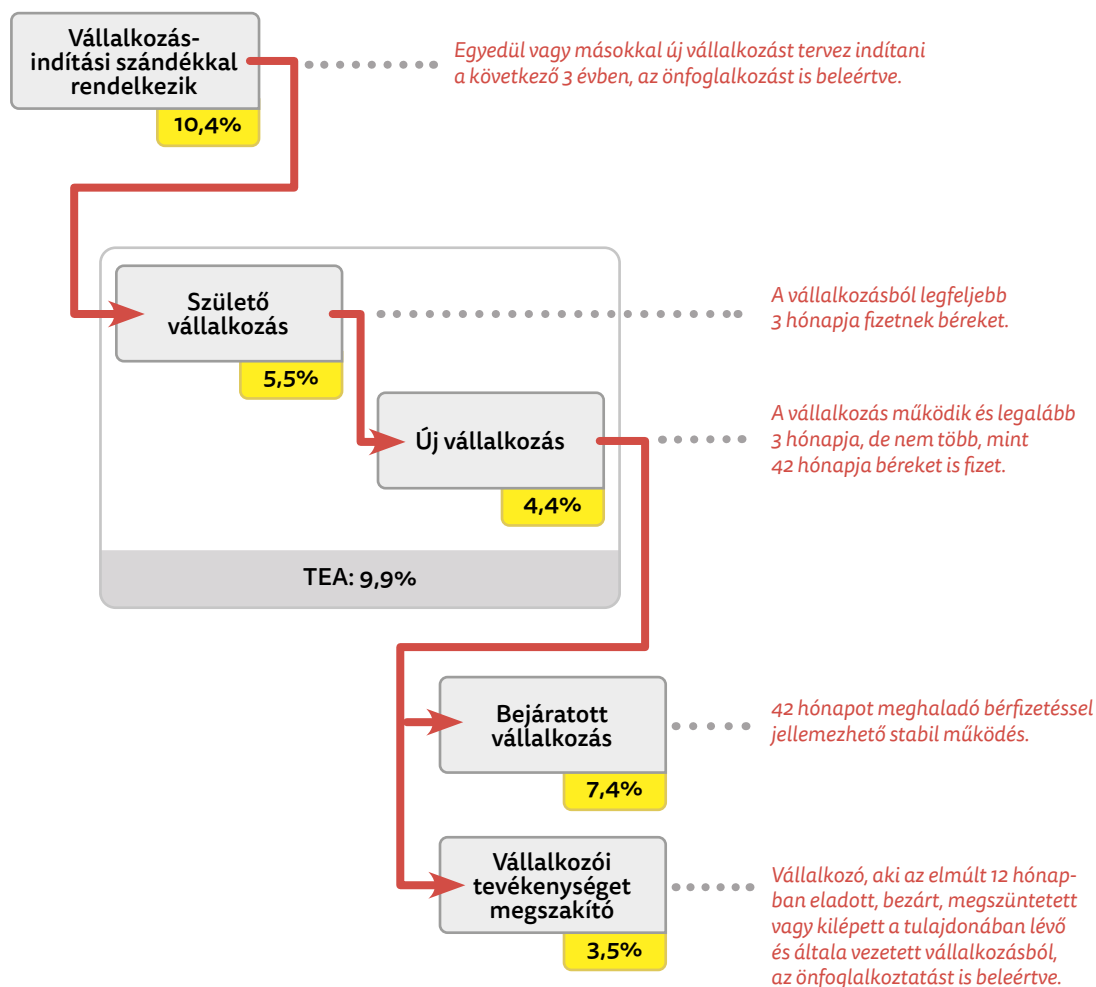 Vállalkozás-
indítási szándékkal
rendelkezik
10,4%
Egyedül vagy másokkal új vállalkozást tervez indítani
a következő 3 évben, az önfoglalkozást is beleértve.
Születő
vállalkozás
5,5%
A vállalkozásból legfeljebb
3 hónapja fizetnek béreket.
Új vállalkozás
4,4%
A vállalkozás működik és legalább
3 hónapja, de nem több, mint
42 hónapja béreket is fizet.
TEA: 9,9%
Bejáratott
vállalkozás
7,4%
42 hónapot meghaladó bérfizetéssel
jellemezhető stabil működés.
Vállalkozói
tevékenységet
megszakító
3,5%
Vállalkozó, aki az elmúlt 12 hónap-
ban eladott, bezárt, megszüntetett
vagy kilépett a tulajdonában lévő
és általa vezetett vállalkozásból,
az önfoglalkoztatást is beleértve.